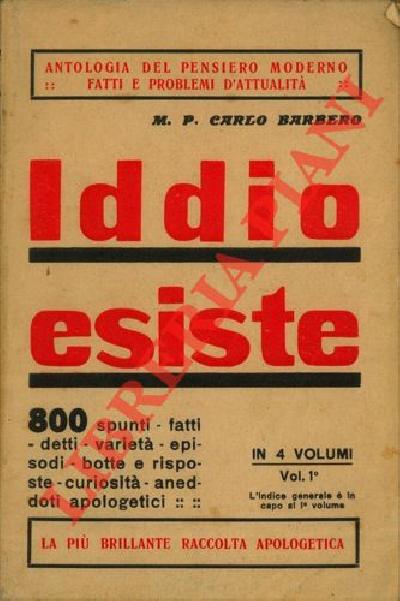 ANTOLOGIA DEL PENSIERO MODERNO
:: FATTI E PROBLEMI D'ATTUALITÀ ::
M. P. CARLO BARBERO
Iddio
esiste
800 spunti - fatti
- detti - varietà - epi-
sodi - botte e rispo-
ste - curiosità - aned-
doti apologetici :: ::
IN 4 VOLUMI
Vol. 1º
L'indice generale è in
capo al 1º volume
LA PIÙ BRILLANTE RACCOLTA APOLOGETICA
LIBRERIA PIANI